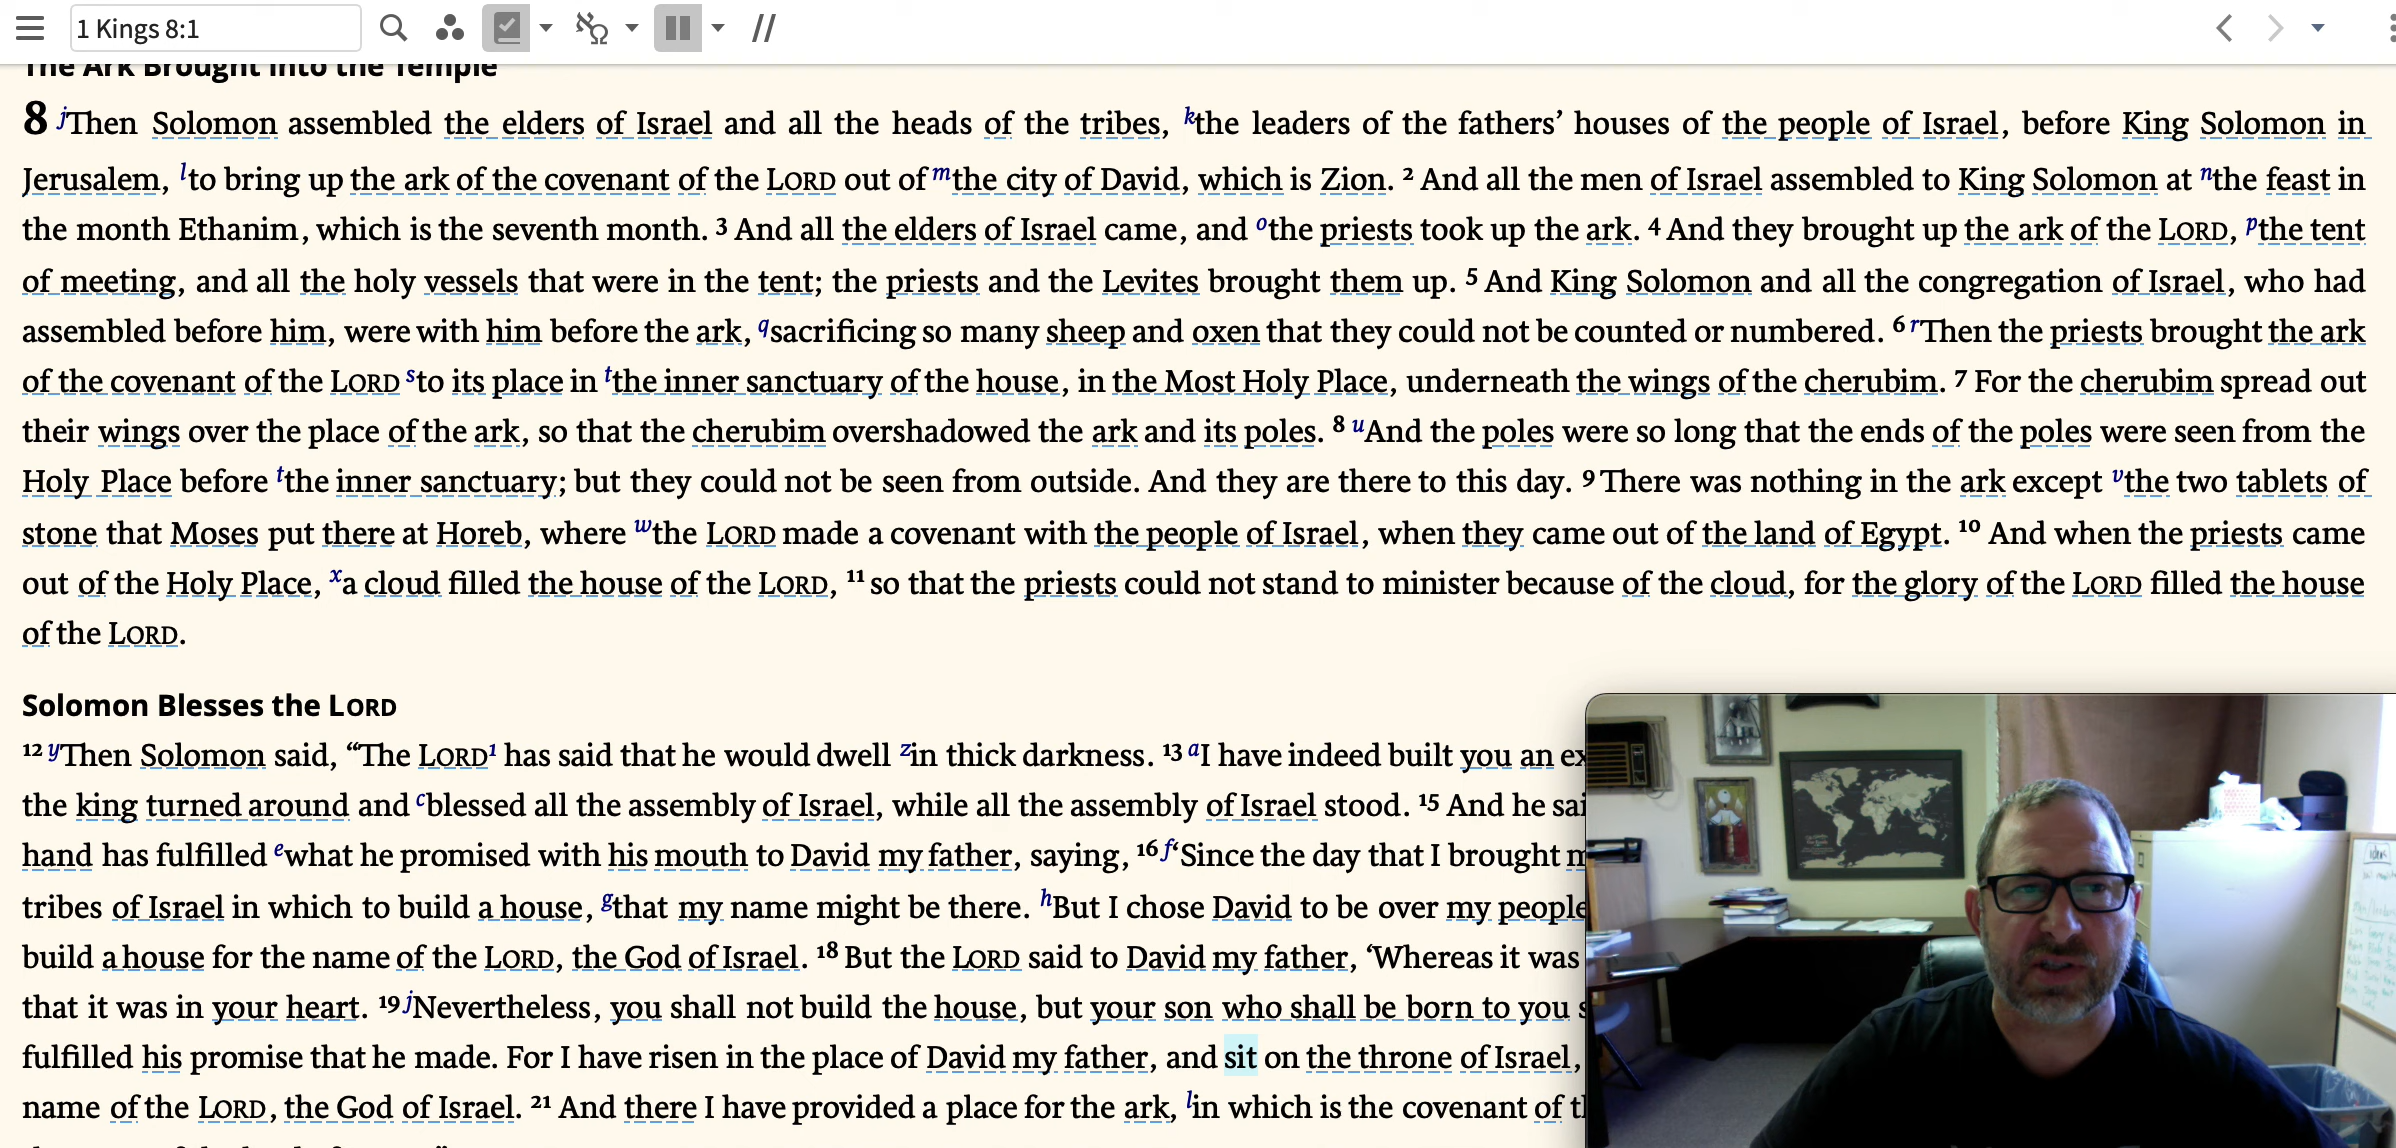 1 Kings 8:1
The Ark Brought into the Temple
8 jThen Solomon assembled the elders of Israel and all the heads of the tribes, kthe leaders of the fathers’ houses of the people of Israel, before King Solomon in
Jerusalem, lto bring up the ark of the covenant of the LORD out of mthe city of David, which is Zion. 2 And all the men of Israel assembled to King Solomon at nthe feast in
the month Ethanim, which is the seventh month. 3 And all the elders of Israel came, and othe priests took up the ark. 4 And they brought up the ark of the LORD, pthe tent
of meeting, and all the holy vessels that were in the tent; the priests and the Levites brought them up. 5 And King Solomon and all the congregation of Israel, who had
assembled before him, were with him before the ark, qsacrificing so many sheep and oxen that they could not be counted or numbered. 6 rThen the priests brought the ark
of the covenant of the LORD sto its place in tthe inner sanctuary of the house, in the Most Holy Place, underneath the wings of the cherubim. 7 For the cherubim spread out
their wings over the place of the ark, so that the cherubim overshadowed the ark and its poles. 8 uAnd the poles were so long that the ends of the poles were seen from the
Holy Place before tthe inner sanctuary; but they could not be seen from outside. And they are there to this day. 9 There was nothing in the ark except vthe two tablets of
stone that Moses put there at Horeb, where wthe LORD made a covenant with the people of Israel, when they came out of the land of Egypt. 10 And when the priests came
out of the Holy Place, xa cloud filled the house of the LORD, 11 so that the priests could not stand to minister because of the cloud, for the glory of the LORD filled the house
of the LORD.
Solomon Blesses the LORD
12 yThen Solomon said, “The LORD1 has said that he would dwell zin thick darkness. 13 aI have indeed built you an ex
the king turned around and cblessed all the assembly of Israel, while all the assembly of Israel stood. 15 And he sai
hand has fulfilled ewhat he promised with his mouth to David my father, saying, 16 f‘Since the day that I brought m
tribes of Israel in which to build a house, gthat my name might be there. hBut I chose David to be over my people
build a house for the name of the LORD, the God of Israel. 18 But the LORD said to David my father, ‘Whereas it was
that it was in your heart. 19 jNevertheless, you shall not build the house, but your son who shall be born to you s
fulfilled his promise that he made. For I have risen in the place of David my father, and sit on the throne of Israel,
name of the LORD, the God of Israel. 21 And there I have provided a place for the ark, lin which is the covenant of th